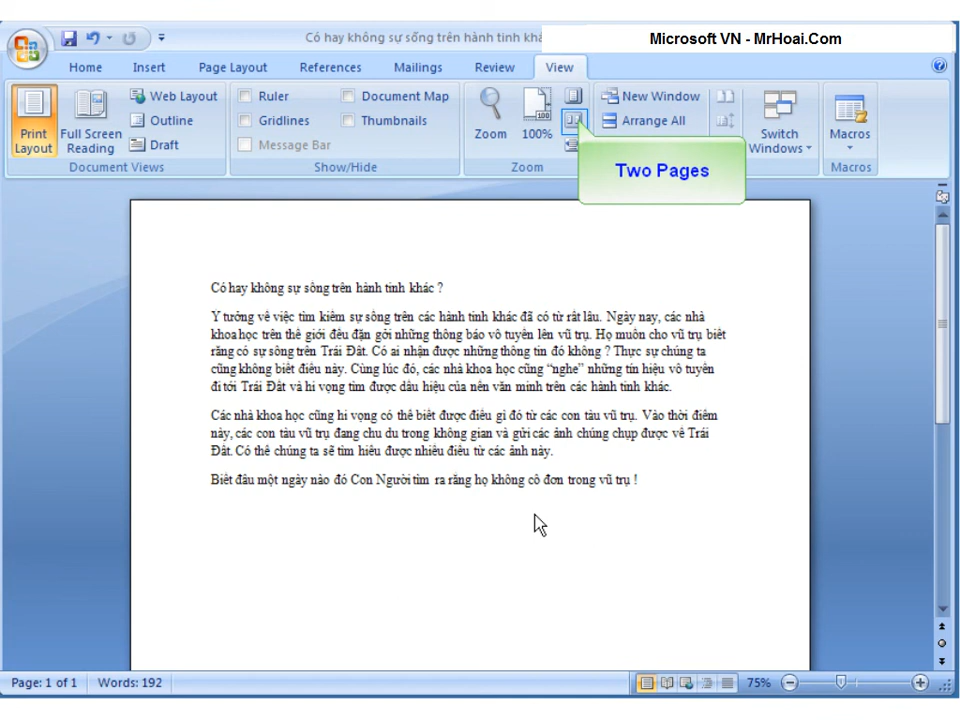 Có hay không sự sống trên hành tinh khá
Microsoft VN - MrHoai.Com
Home Insert Page Layout References Mailings Review View
Print Layout
Full Screen Reading
Web Layout
Outline
Draft
Document Views
Ruler
Gridlines
Message Bar
Document Map
Thumbnails
Show/Hide
Zoom
100%
Zoom
New Window
Arrange All
Switch Windows
Macros
Macros
Two Pages
Có hay không sự sống trên hành tinh khác ?
Ý tưởng về việc tìm kiếm sự sống trên các hành tinh khác đã có từ rất lâu. Ngày nay, các nhà
khoa học trên thế giới đều đặn gởi những thông báo vô tuyến lên vũ trụ. Họ muốn cho vũ trụ biết
rằng có sự sống trên Trái Đất. Có ai nhận được những thông tin đó không ? Thực sự chúng ta
cũng không biết điều này. Cùng lúc đó, các nhà khoa học cũng “nghe” những tín hiệu vô tuyến
đi tới Trái Đất và hi vọng tìm được dấu hiệu của nền văn minh trên các hành tinh khác.
Các nhà khoa học cũng hi vọng có thể biết được điều gì đó từ các con tàu vũ trụ. Vào thời điểm
này, các con tàu vũ trụ đang chu du trong không gian và gửi các ảnh chúng chụp được về Trái
Đất. Có thể chúng ta sẽ tìm hiểu được nhiều điều từ các ảnh này.
Biết đâu một ngày nào đó Con Người tìm ra rằng họ không cô đơn trong vũ trụ !
Page: 1 of 1 Words: 192 75%